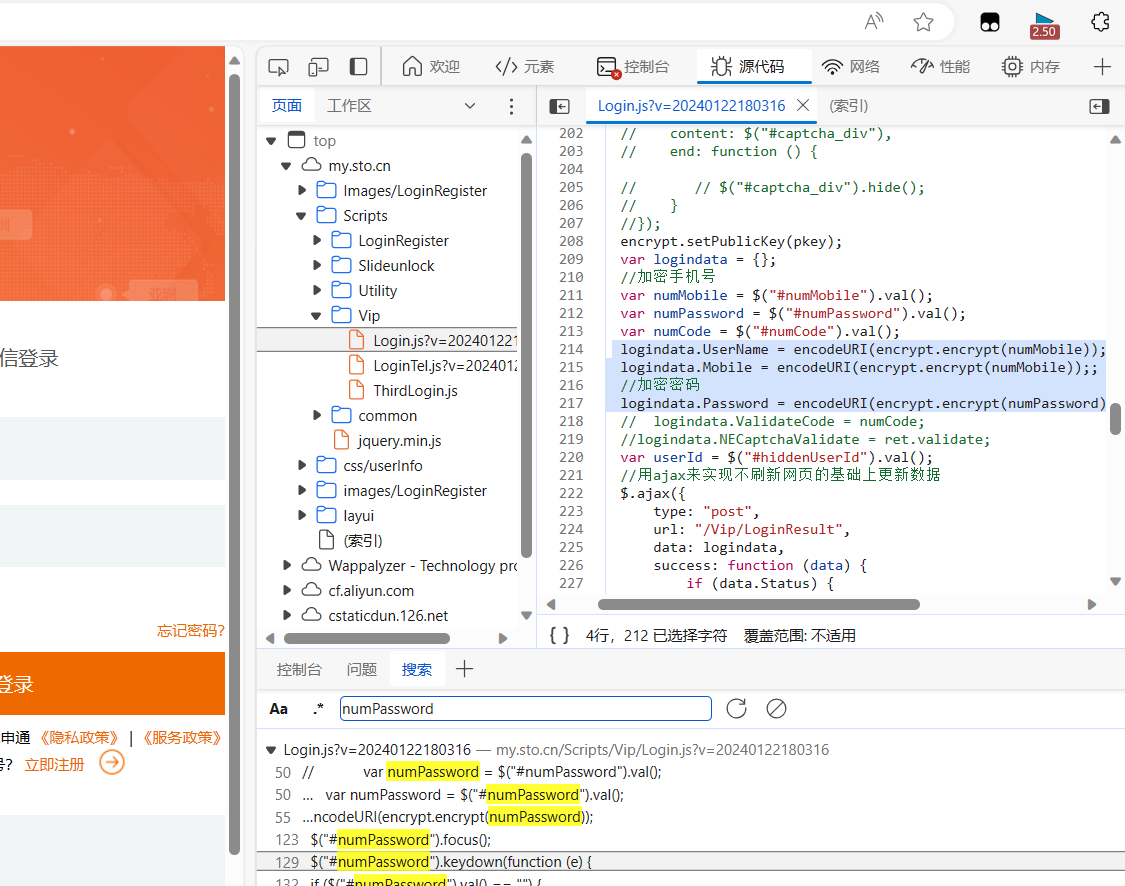 2.50
欢迎
元素
控制台
源代码
网络
性能
内存
页面
工作区
Login.js?v=20240122180316
(索引)
top
my.sto.cn
Images/LoginRegister
Scripts
LoginRegister
Slideunlock
Utility
Vip
Login.js?v=202401221
LoginTel.js?v=202401
ThirdLogin.js
common
jquery.min.js
css/userInfo
images/LoginRegister
layui
(索引)
Wappalyzer - Technology pro
cf.aliyun.com
cstaticdun.126.net
202 // content: $("#captcha_div"),
203 // end: function () {
204
205 // // $("#captcha_div").hide();
206 // }
207 //});
208 encrypt.setPublicKey(pkey);
209 var logindata = {};
210 //加密手机号
211 var numMobile = $("#numMobile").val();
212 var numPassword = $("#numPassword").val();
213 var numCode = $("#numCode").val();
214 logindata.UserName = encodeURI(encrypt.encrypt(numMobile));
215 logindata.Mobile = encodeURI(encrypt.encrypt(numMobile));;
216 //加密密码
217 logindata.Password = encodeURI(encrypt.encrypt(numPassword)
218 // logindata.ValidateCode = numCode;
219 //logindata.NECaptchaValidate = ret.validate;
220 var userId = $("#hiddenUserId").val();
221 //用ajax来实现不刷新网页的基础上更新数据
222 $.ajax({
223 type: "post",
224 url: "/Vip/LoginResult",
225 data: logindata,
226 success: function (data) {
227 if (data.Status) {
{ } 4行，212 已选择字符 覆盖范围: 不适用
控制台 问题 搜索
Aa .* numPassword
Login.js?v=20240122180316 — my.sto.cn/Scripts/Vip/Login.js?v=20240122180316
50 // var numPassword = $("#numPassword").val();
50 … var numPassword = $("#numPassword").val();
55 …ncodeURI(encrypt.encrypt(numPassword));
123 $("#numPassword").focus();
129 $("#numPassword").keydown(function (e) {
132 if ($("#numPassword").val() == "") {
亚洲
信登录
忘记密码?
登录
申通《隐私政策》 | 《服务政策》
号? 立即注册